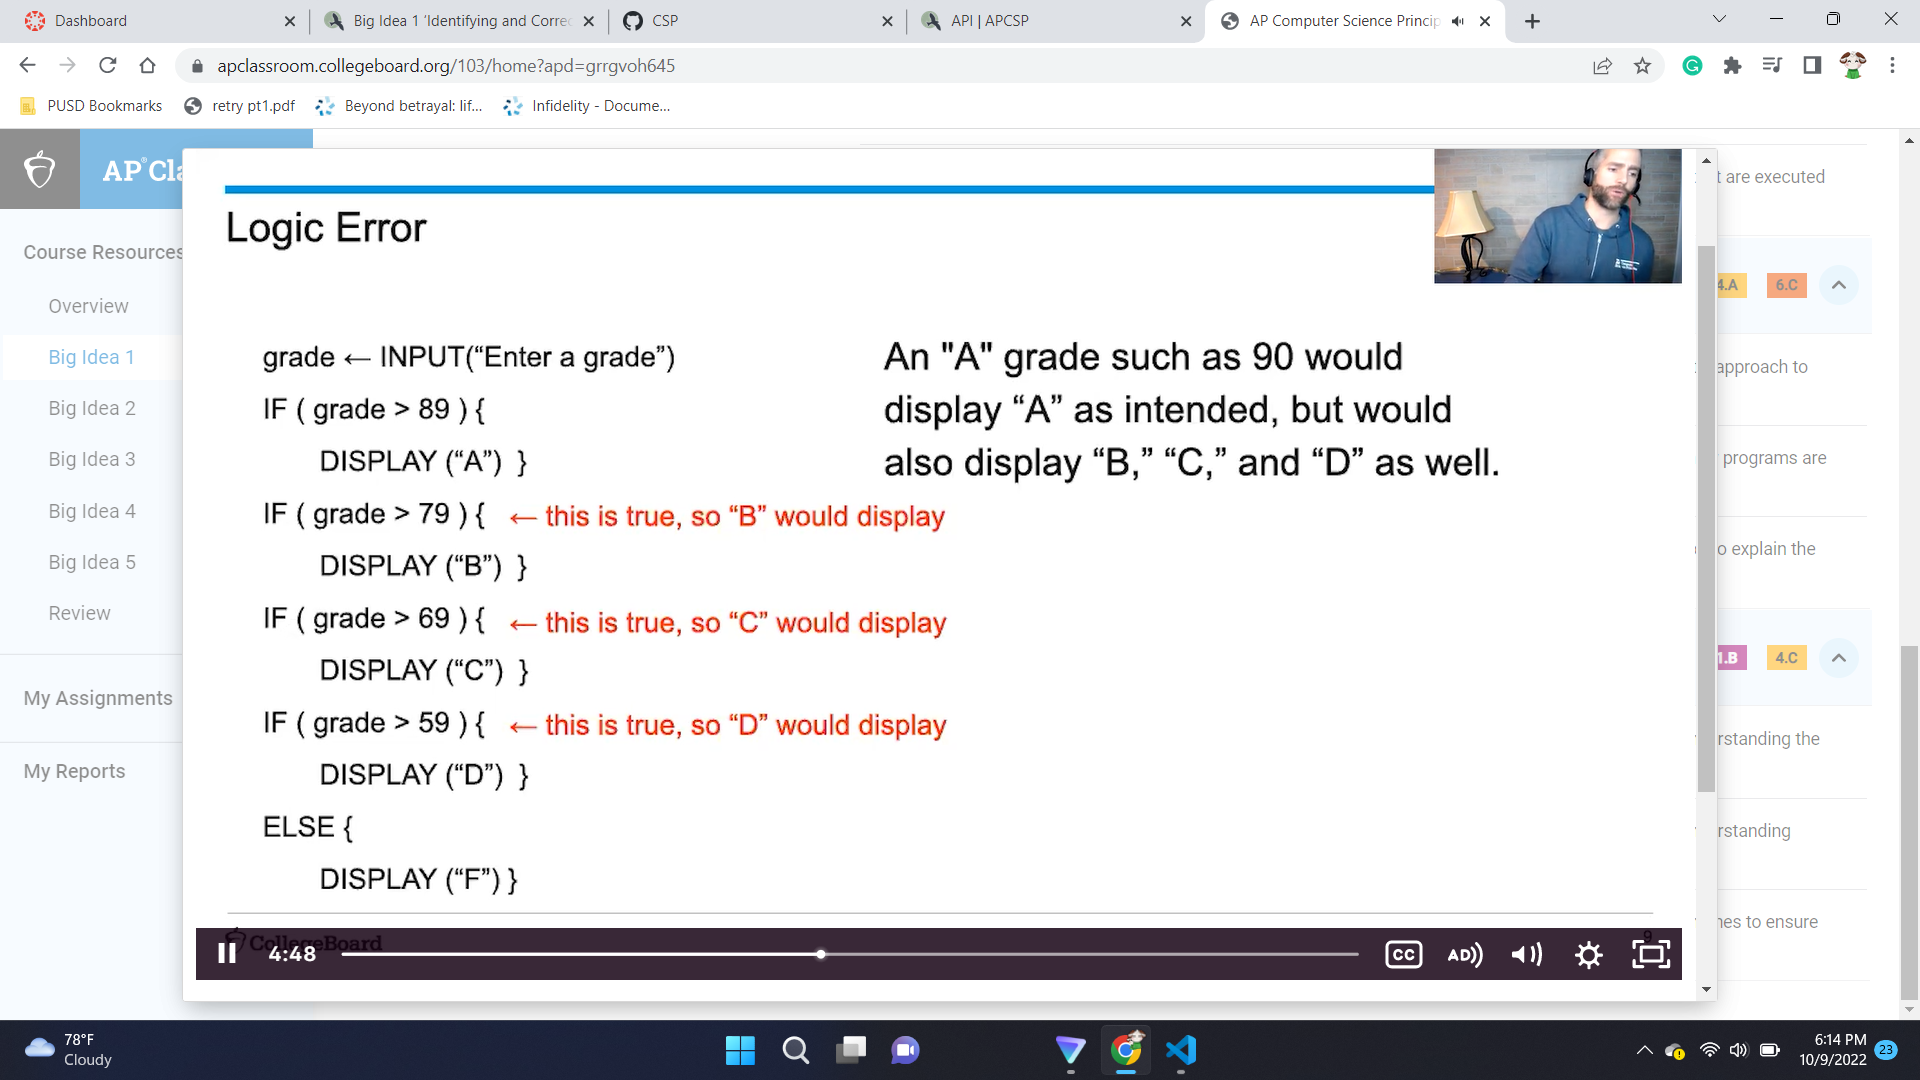 Dashboard
Big Idea 1 'Identifying and Correc
CSP
API | APCSP
AP Computer Science Princip
apclassroom.collegeboard.org/103/home?apd=grrgvoh645
PUSD Bookmarks
retry pt1.pdf
Beyond betrayal: lif...
Infidelity - Docume...
AP® Cla
Course Resources
Overview
Big Idea 1
Big Idea 2
Big Idea 3
Big Idea 4
Big Idea 5
Review
My Assignments
My Reports
Logic Error
grade ← INPUT(“Enter a grade”)
IF ( grade > 89 ) {
DISPLAY (“A”) }
IF ( grade > 79 ) { ← this is true, so “B” would display
DISPLAY (“B”) }
IF ( grade > 69 ) { ← this is true, so “C” would display
DISPLAY (“C”) }
IF ( grade > 59 ) { ← this is true, so “D” would display
DISPLAY (“D”) }
ELSE {
DISPLAY (“F”) }
An "A" grade such as 90 would
display “A” as intended, but would
also display “B,” “C,” and “D” as well.
CollegeBoard
9
4:48
CC
AD))
are executed
4.A
6.C
approach to
programs are
o explain the
1.B
4.C
rstanding the
rstanding
nes to ensure
78°F
Cloudy
6:14 PM
10/9/2022
23